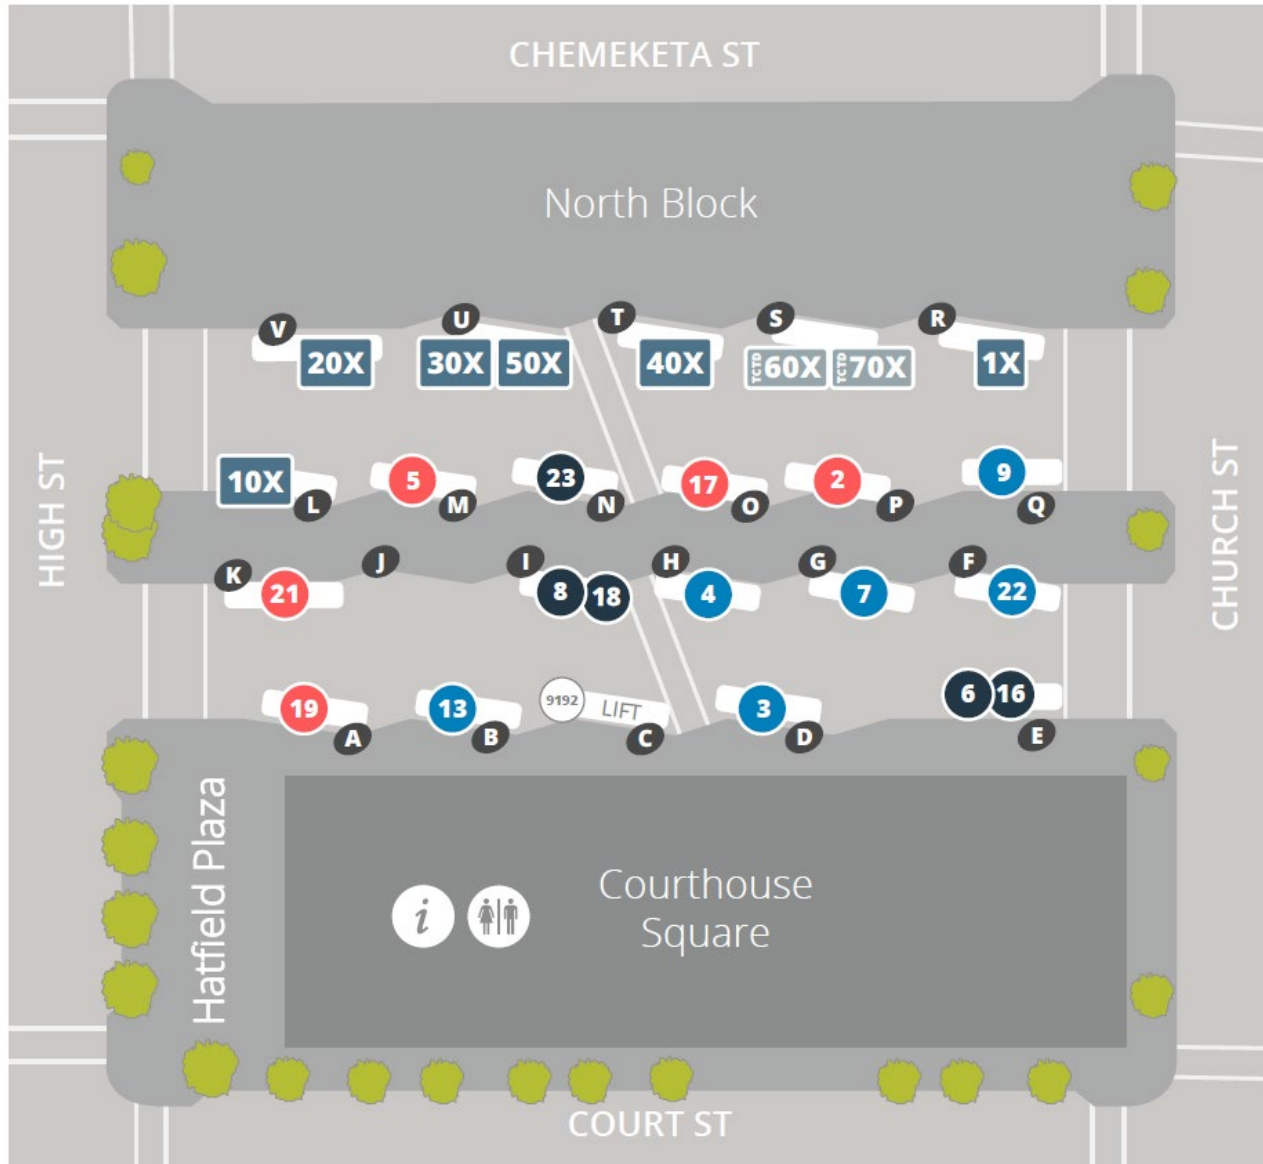 CHEMEKETA ST
North Block
V
U
T
S
R
20X
30X
50X
40X
TCTD 60X
TCTD 70X
1X
HIGH ST
CHURCH ST
10X
5
23
17
2
9
L
M
N
O
P
Q
K
J
I
H
G
F
21
8
18
4
7
22
19
13
9192
LIFT
3
6
16
A
B
C
D
E
Hatfield Plaza
i
Courthouse
Square
COURT ST